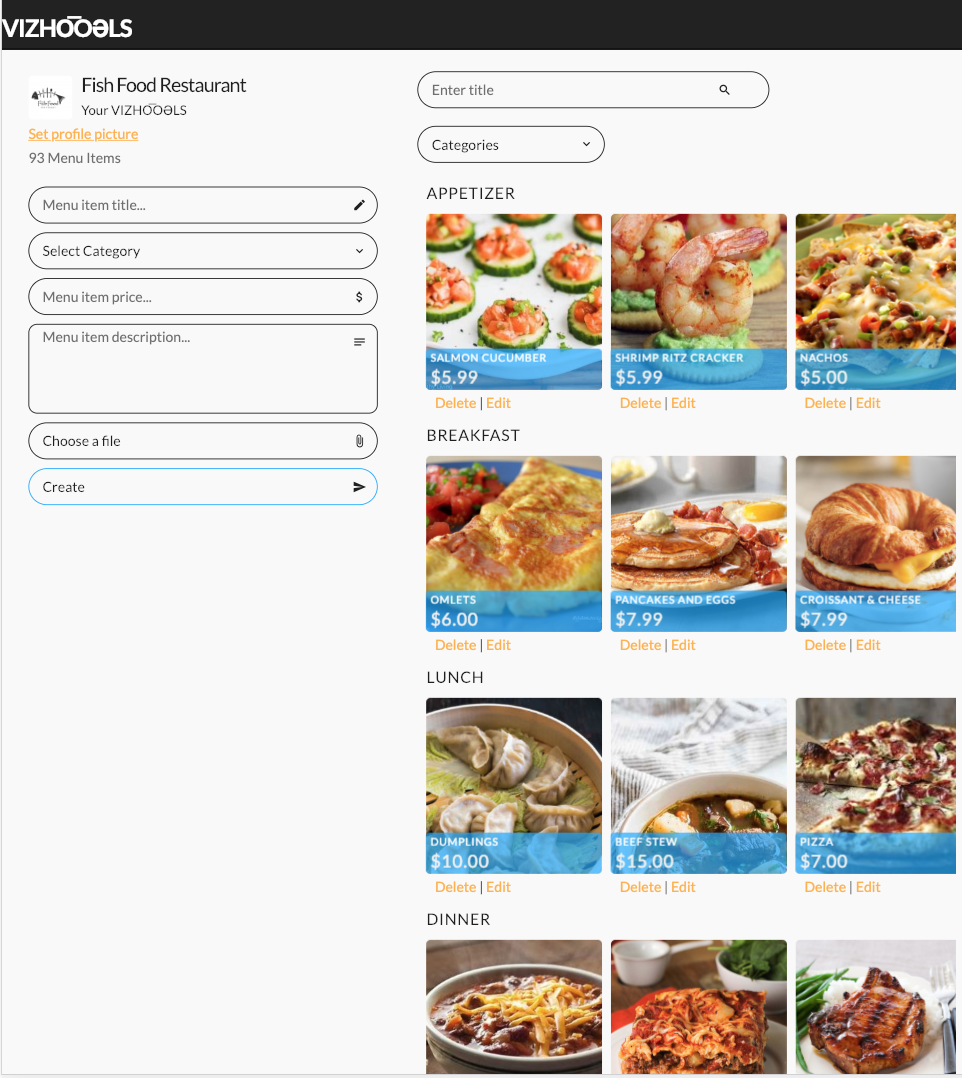 VIZHO͞OƏLS
Fish Food Restaurant
Your VIZHO͞OƏLS
Set profile picture
93 Menu Items
Menu item title...
Select Category
Menu item price...
$
Menu item description...
Choose a file
Create
Enter title
Categories
APPETIZER
SALMON CUCUMBER
$5.99
Delete | Edit
SHRIMP RITZ CRACKER
$5.99
Delete | Edit
NACHOS
$5.00
Delete | Edit
BREAKFAST
OMLETS
$6.00
Delete | Edit
PANCAKES AND EGGS
$7.99
Delete | Edit
CROISSANT & CHEESE
$7.99
Delete | Edit
LUNCH
DUMPLINGS
$10.00
Delete | Edit
BEEF STEW
$15.00
Delete | Edit
PIZZA
$7.00
Delete | Edit
DINNER